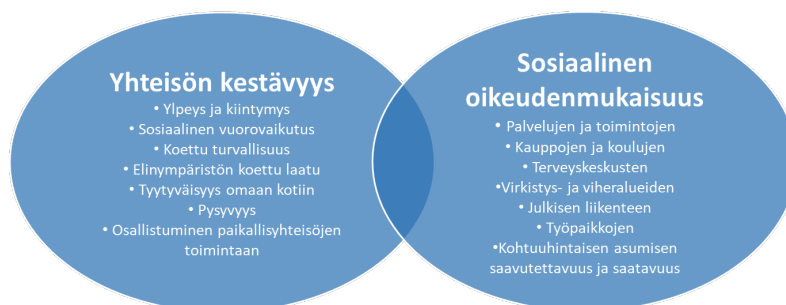 Yhteisön kestävyys
• Ylpeys ja kiintymys
• Sosiaalinen vuorovaikutus
• Koettu turvallisuus
• Elinympäristön koettu laatu
• Tyytyväisyys omaan kotiin
• Pysyvyys
• Osallistuminen paikallisyhteisöjen
toimintaan
Sosiaalinen
oikeudenmukaisuus
• Palvelujen ja toimintojen
• Kauppojen ja koulujen
• Terveyskeskusten
•Virkistys- ja viheralueiden
• Julkisen liikenteen
• Työpaikkojen
•Kohtuuhintaisen asumisen
saavutettavuus ja saatavuus